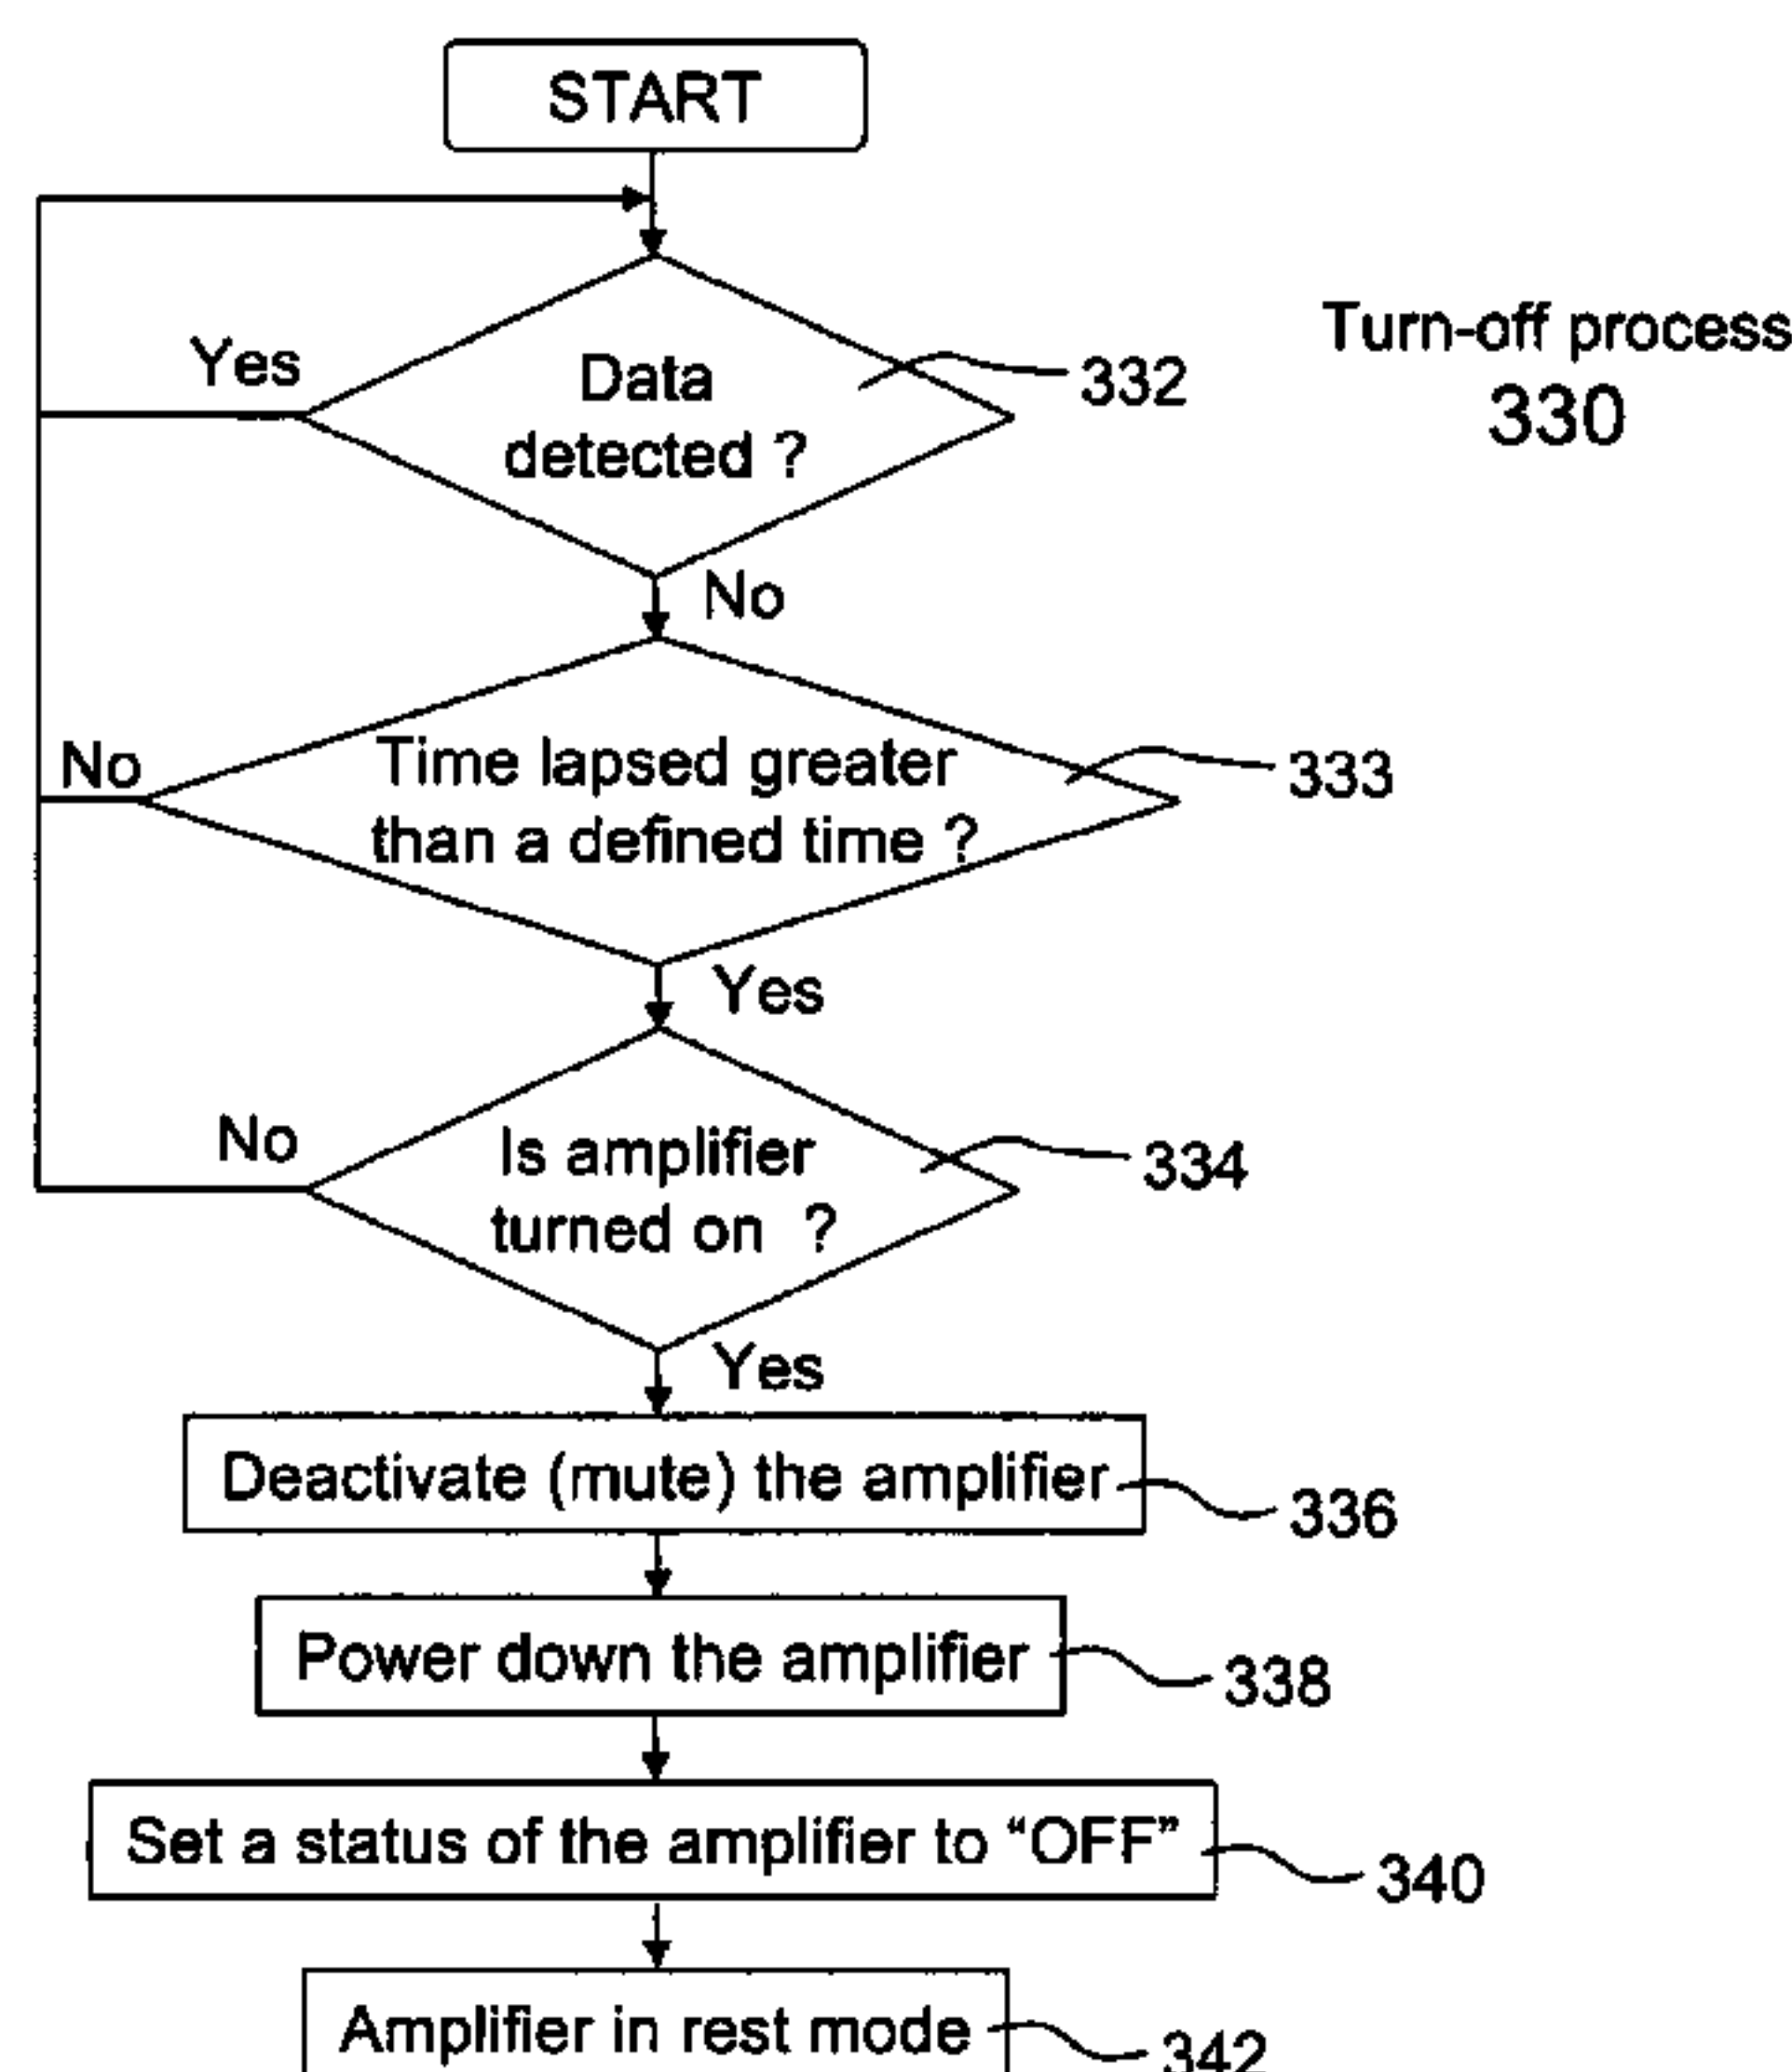 START
Turn-off process
330
Yes
Data
detected ?
332
No
No
Time lapsed greater
than a defined time ?
333
Yes
No
Is amplifier
turned on ?
334
Yes
Deactivate (mute) the amplifier
336
Power down the amplifier
338
Set a status of the amplifier to “OFF”
340
Amplifier in rest mode
342